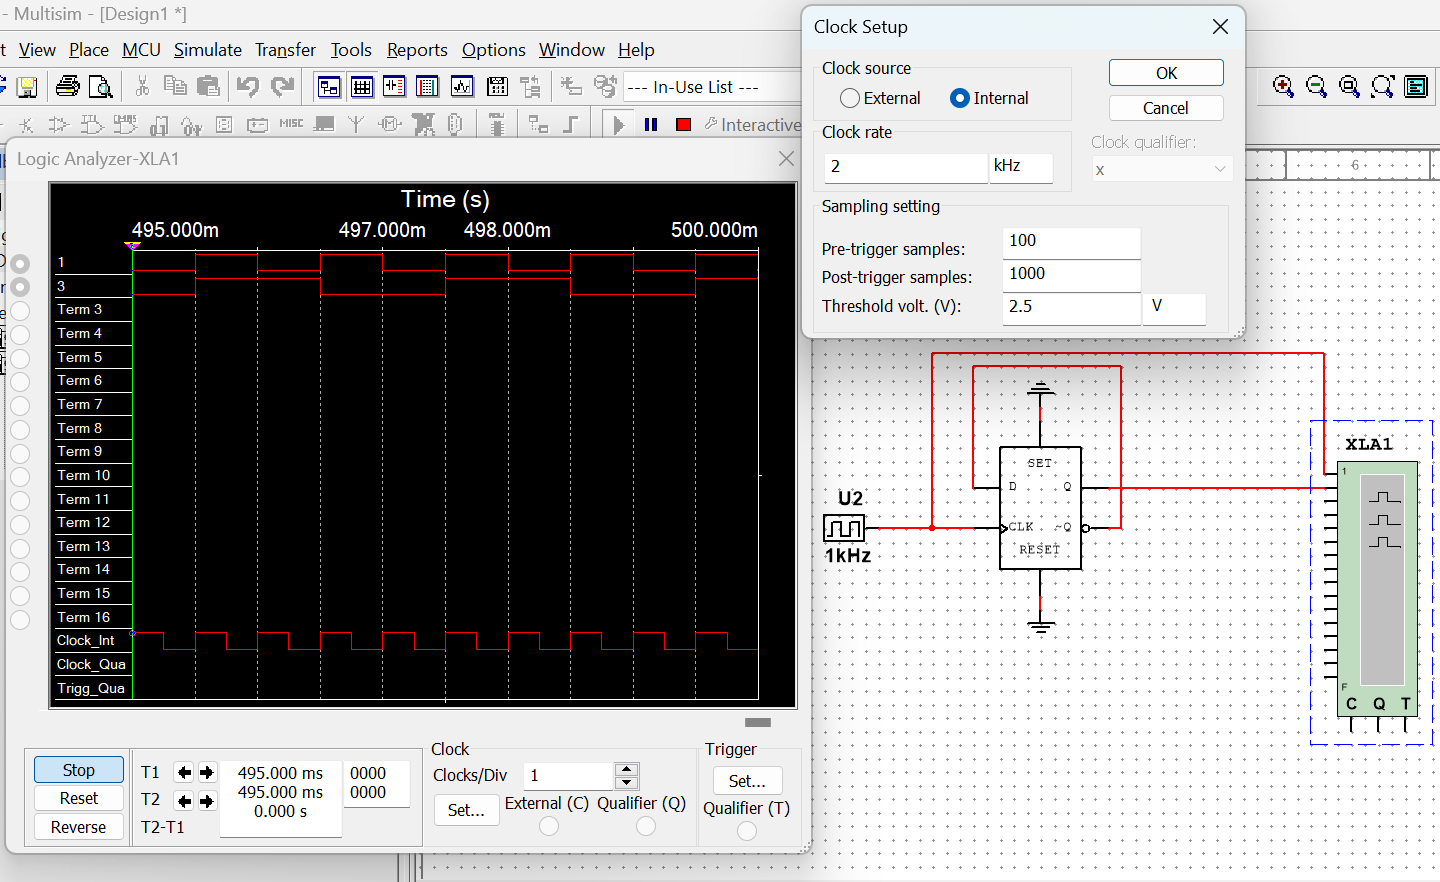 - Multisim - [Design1 *]
t View Place MCU Simulate Transfer Tools Reports Options Window Help
--- In-Use List ---
MISC
Interactive
Clock Setup
Clock source
OK
External Internal
Cancel
Clock rate
Clock qualifier:
2 kHz
x
Sampling setting
Pre-trigger samples: 100
Post-trigger samples: 1000
Threshold volt. (V): 2.5 V
6
Logic Analyzer-XLA1
Time (s)
495.000m 497.000m 498.000m 500.000m
1
3
Term 3
Term 4
Term 5
Term 6
Term 7
Term 8
Term 9
Term 10
Term 11
Term 12
Term 13
Term 14
Term 15
Term 16
Clock_Int
Clock_Qua
Trigg_Qua
Stop
Reset
Reverse
T1 495.000 ms 0000
T2 495.000 ms 0000
T2-T1 0.000 s
Clock
Clocks/Div 1
Set... External (C) Qualifier (Q)
Trigger
Set...
Qualifier (T)
U2
1kHz
SET
D Q
CLK ~Q
RESET
XLA1
1
F
C Q T